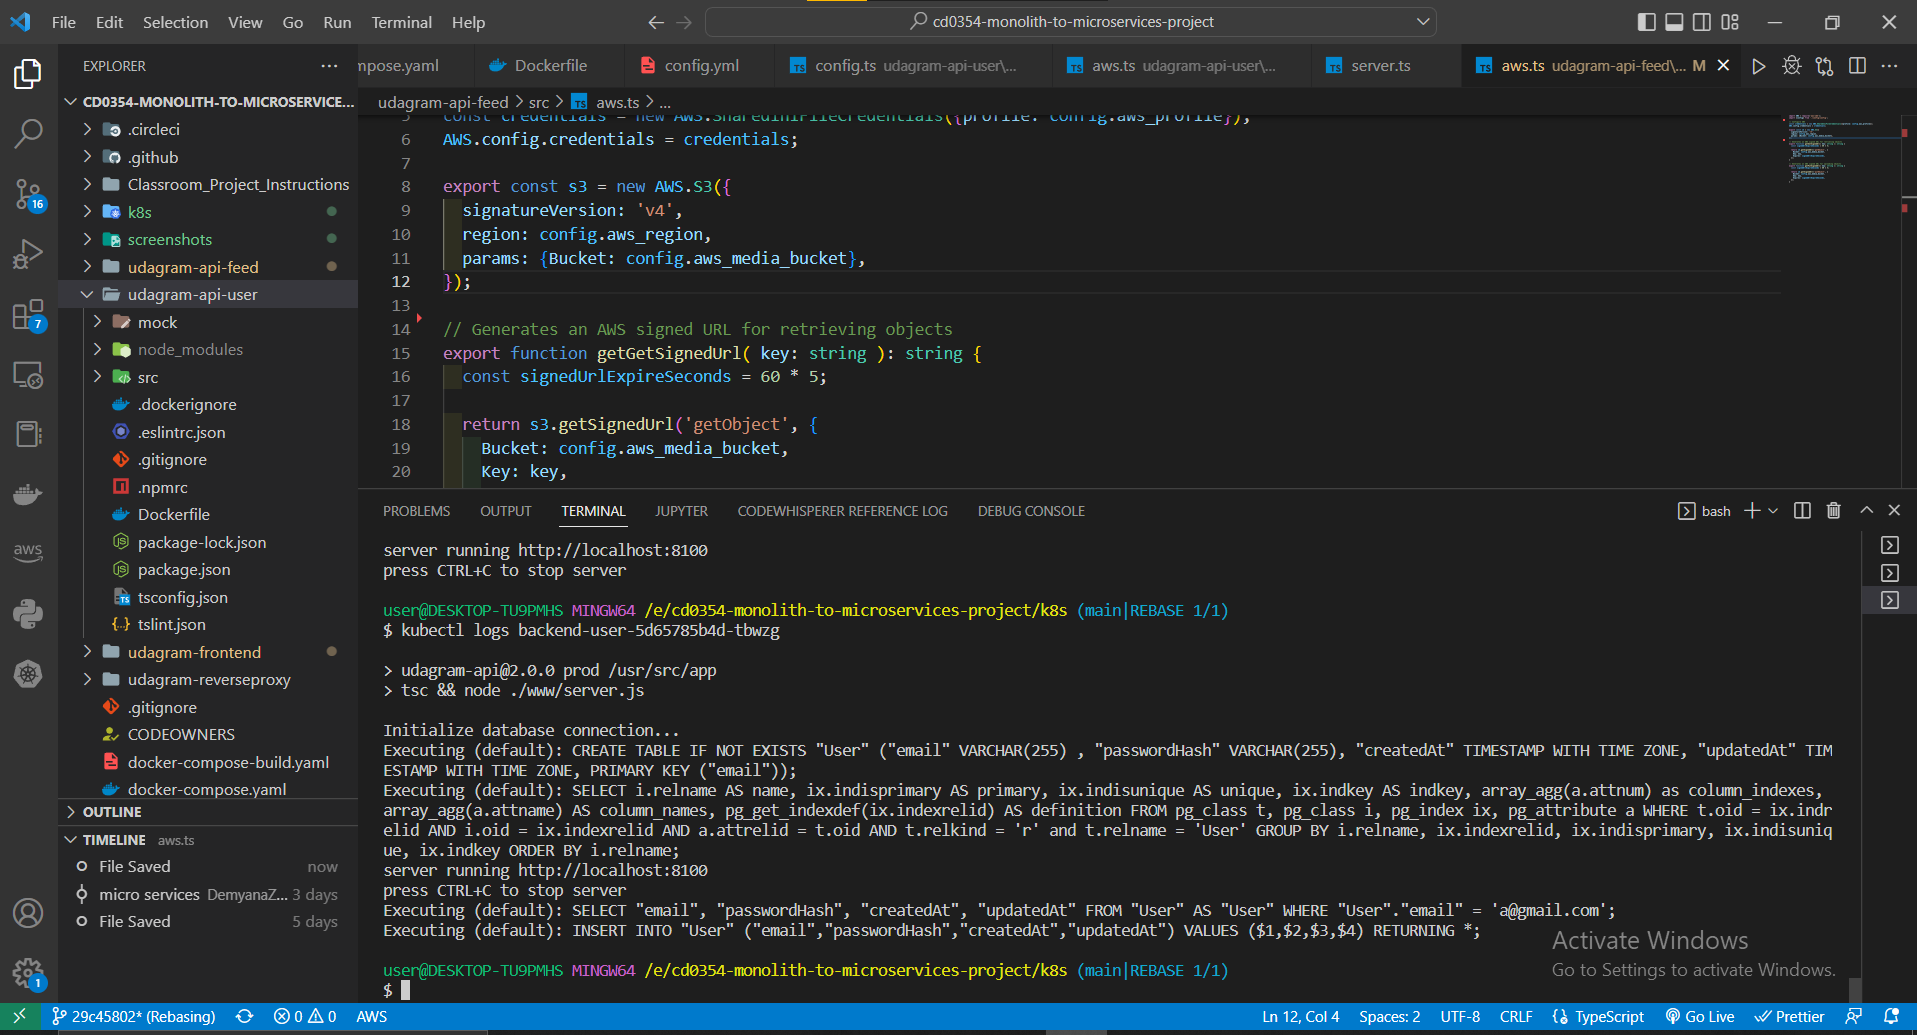 File Edit Selection View Go Run Terminal Help
cd0354-monolith-to-microservices-project
EXPLORER
CD0354-MONOLITH-TO-MICROSERVICE...
.circleci
.github
Classroom_Project_Instructions
k8s
screenshots
udagram-api-feed
udagram-api-user
mock
node_modules
src
.dockerignore
.eslintrc.json
.gitignore
.npmrc
Dockerfile
package-lock.json
package.json
tsconfig.json
tslint.json
udagram-frontend
udagram-reverseproxy
.gitignore
CODEOWNERS
docker-compose-build.yaml
docker-compose.yaml
OUTLINE
TIMELINE aws.ts
File Saved now
micro services DemyanaZ... 3 days
File Saved 5 days
16
7
aws
1
mpose.yaml Dockerfile config.yml config.ts udagram-api-user\... aws.ts udagram-api-user\... server.ts aws.ts udagram-api-feed\... M
udagram-api-feed > src > aws.ts > ...
5 const credentials = new AWS.SharedIniFileCredentials({profile: config.aws_profile});
6 AWS.config.credentials = credentials;
7
8 export const s3 = new AWS.S3({
9 signatureVersion: 'v4',
10 region: config.aws_region,
11 params: {Bucket: config.aws_media_bucket},
12 });
13
14 // Generates an AWS signed URL for retrieving objects
15 export function getGetSignedUrl( key: string ): string {
16 const signedUrlExpireSeconds = 60 * 5;
17
18 return s3.getSignedUrl('getObject', {
19 Bucket: config.aws_media_bucket,
20 Key: key,
PROBLEMS OUTPUT TERMINAL JUPYTER CODEWHISPERER REFERENCE LOG DEBUG CONSOLE bash
server running http://localhost:8100
press CTRL+C to stop server
user@DESKTOP-TU9PMHS MINGW64 /e/cd0354-monolith-to-microservices-project/k8s (main|REBASE 1/1)
$ kubectl logs backend-user-5d65785b4d-tbwzg
> udagram-api@2.0.0 prod /usr/src/app
> tsc && node ./www/server.js
Initialize database connection...
Executing (default): CREATE TABLE IF NOT EXISTS "User" ("email" VARCHAR(255) , "passwordHash" VARCHAR(255), "createdAt" TIMESTAMP WITH TIME ZONE, "updatedAt" TIM
ESTAMP WITH TIME ZONE, PRIMARY KEY ("email"));
Executing (default): SELECT i.relname AS name, ix.indisprimary AS primary, ix.indisunique AS unique, ix.indkey AS indkey, array_agg(a.attnum) as column_indexes,
array_agg(a.attname) AS column_names, pg_get_indexdef(ix.indexrelid) AS definition FROM pg_class t, pg_class i, pg_index ix, pg_attribute a WHERE t.oid = ix.indr
elid AND i.oid = ix.indexrelid AND a.attrelid = t.oid AND t.relkind = 'r' and t.relname = 'User' GROUP BY i.relname, ix.indexrelid, ix.indisprimary, ix.indisuniq
ue, ix.indkey ORDER BY i.relname;
server running http://localhost:8100
press CTRL+C to stop server
Executing (default): SELECT "email", "passwordHash", "createdAt", "updatedAt" FROM "User" AS "User" WHERE "User"."email" = 'a@gmail.com';
Executing (default): INSERT INTO "User" ("email","passwordHash","createdAt","updatedAt") VALUES ($1,$2,$3,$4) RETURNING *;
user@DESKTOP-TU9PMHS MINGW64 /e/cd0354-monolith-to-microservices-project/k8s (main|REBASE 1/1)
$
Activate Windows
Go to Settings to activate Windows.
29c45802* (Rebasing) 0 0 AWS Ln 12, Col 4 Spaces: 2 UTF-8 CRLF TypeScript Go Live Prettier